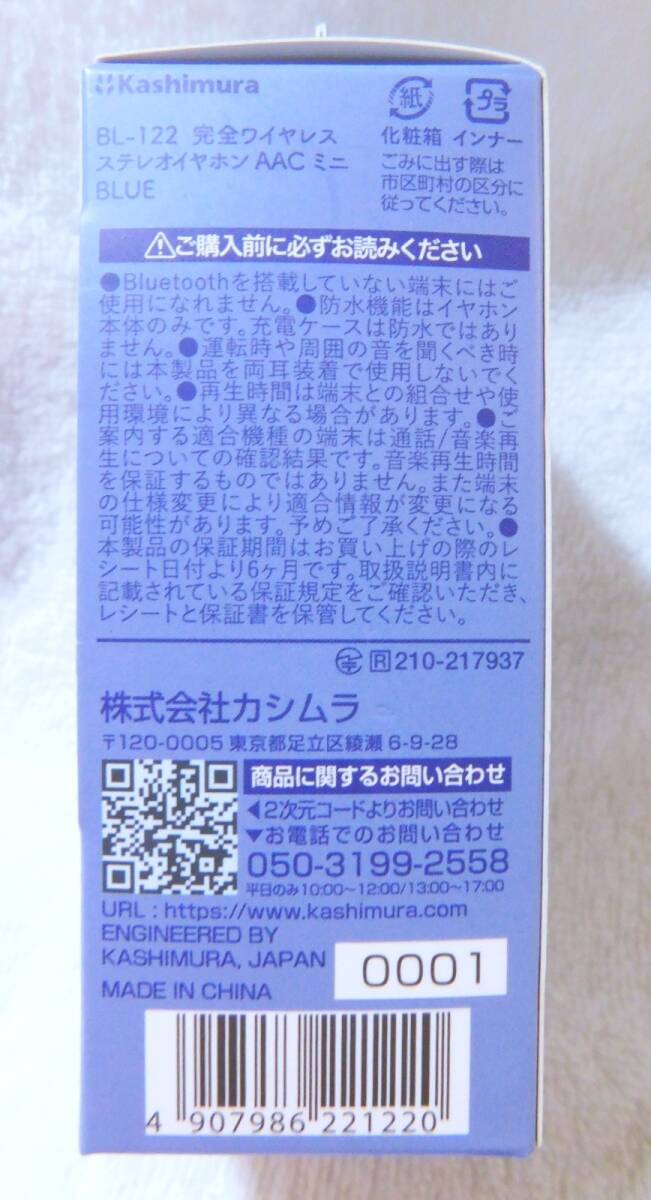 Kashimura
BL-122 完全ワイヤレス
ステレオイヤホン AAC ミニ
BLUE
紙
プラ
化粧箱 インナー
ごみに出す際は
市区町村の区分に
従ってください。
⚠ご購入前に必ずお読みください
●Bluetoothを搭載していない端末にはご
使用になれません。●防水機能はイヤホン
本体のみです。充電ケースは防水ではあり
ません。●運転時や周囲の音を聞くべき時
には本製品を両耳装着で使用しないでく
ださい。●再生時間は端末との組合せや使
用環境により異なる場合があります。●ご
案内する適合機種の端末は通話/音楽再
生についての確認結果です。音楽再生時間
を保証するものではありません。また端末
の仕様変更により適合情報が変更になる
可能性があります。予めご了承ください。●
本製品の保証期間はお買い上げの際のレ
シート日付より6ヶ月です。取扱説明書内に
記載されている保証規定をご確認いただき、
レシートと保証書を保管してください。
R 210-217937
株式会社カシムラ
〒120-0005 東京都足立区綾瀬 6-9-28
商品に関するお問い合わせ
◀2次元コードよりお問い合わせ
▼お電話でのお問い合わせ
050-3199-2558
平日のみ10:00～12:00/13:00～17:00
URL : https://www.kashimura.com
ENGINEERED BY
KASHIMURA, JAPAN
MADE IN CHINA
0001
4 907986 221220